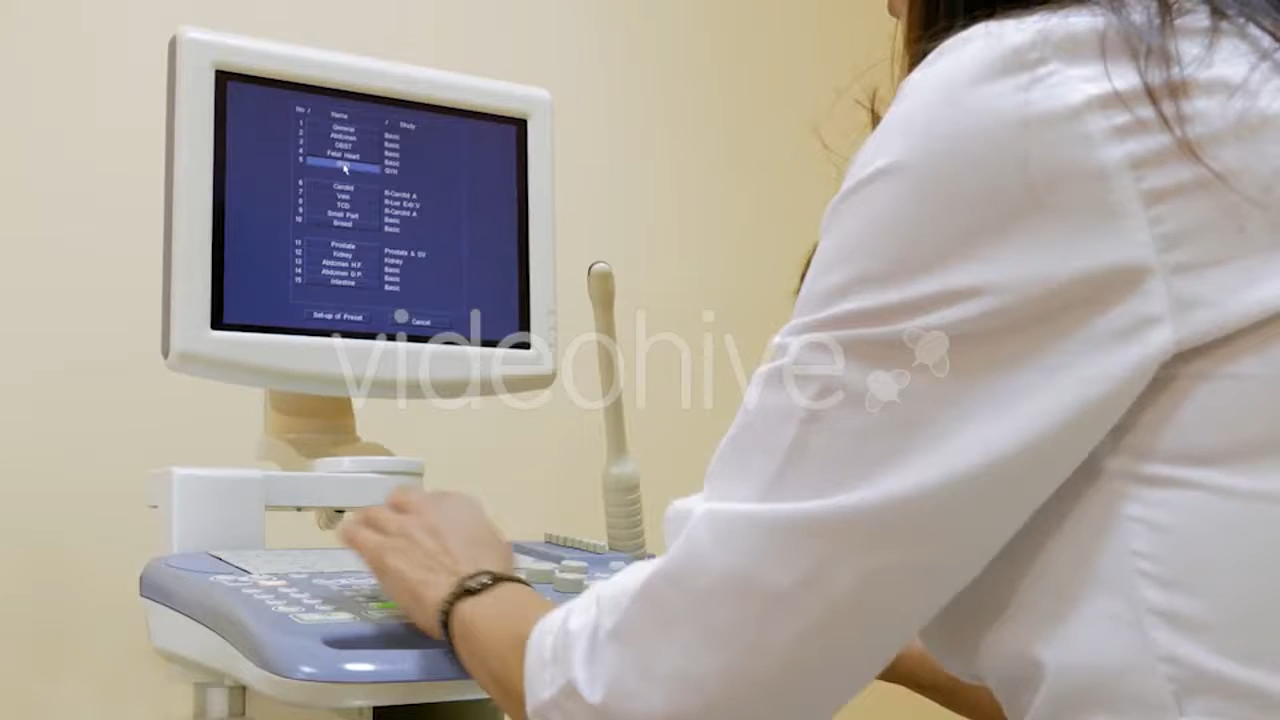 No / Name / Study
1 General Basic
2 Abdomen Basic
3 OBST Basic
4 Fetal Heart Basic
5 GYN
6 Carotid R-Carotid A
7 Vein
8 TCD R-Carotid A
9 Small Part Basic
10 Breast Basic
11 Prostate Prostate & SV
12 Kidney Kidney
13 Abdomen H.F. Basic
14 Abdomen D.P. Basic
15 Intestine Basic
Set-up of Preset Cancel
videohive